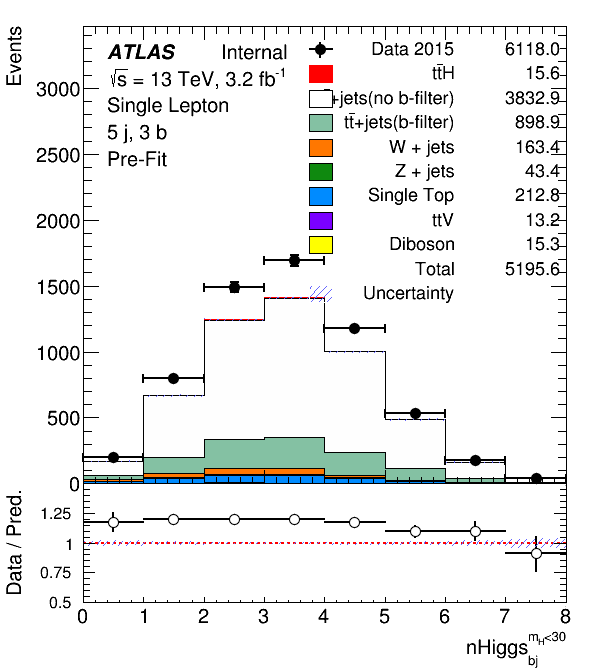 Events
ATLAS Internal
√s = 13 TeV, 3.2 fb-1
Single Lepton
5 j, 3 b
Pre-Fit
Data 2015 6118.0
tt̄H 15.6
+jets(no b-filter) 3832.9
tt̄+jets(b-filter) 898.9
W + jets 163.4
Z + jets 43.4
Single Top 212.8
ttV 13.2
Diboson 15.3
Total 5195.6
Uncertainty
3000
2500
2000
1500
1000
500
0
Data / Pred.
1.25
1
0.75
0.5
0 1 2 3 4 5 6 7 8
nHiggs bj mH<30